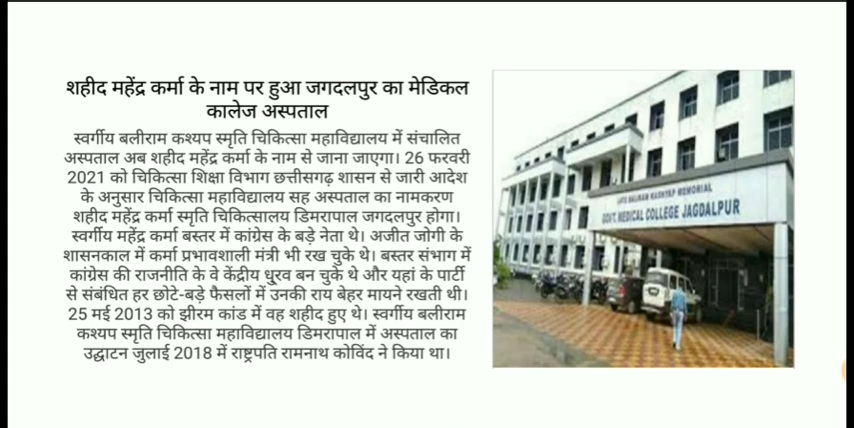 शहीद महेंद्र कर्मा के नाम पर हुआ जगदलपुर का मेडिकल
कालेज अस्पताल
स्वर्गीय बलीराम कश्यप स्मृति चिकित्सा महाविद्यालय में संचालित
अस्पताल अब शहीद महेंद्र कर्मा के नाम से जाना जाएगा। 26 फरवरी
2021 को चिकित्सा शिक्षा विभाग छत्तीसगढ़ शासन से जारी आदेश
के अनुसार चिकित्सा महाविद्यालय सह अस्पताल का नामकरण
शहीद महेंद्र कर्मा स्मृति चिकित्सालय डिमरापाल जगदलपुर होगा।
स्वर्गीय महेंद्र कर्मा बस्तर में कांग्रेस के बड़े नेता थे। अजीत जोगी के
शासनकाल में कर्मा प्रभावशाली मंत्री भी रख चुके थे। बस्तर संभाग में
कांग्रेस की राजनीति के वे केंद्रीय धुरव बन चुके थे और यहां के पार्टी
से संबंधित हर छोटे-बड़े फैसलों में उनकी राय बेहर मायने रखती थी।
25 मई 2013 को झीरम कांड में वह शहीद हुए थे। स्वर्गीय बलीराम
कश्यप स्मृति चिकित्सा महाविद्यालय डिमरापाल में अस्पताल का
उद्घाटन जुलाई 2018 में राष्ट्रपति रामनाथ कोविंद ने किया था।
LATE BALIRAM KASHYAP MEMORIAL
GOVT. MEDICAL COLLEGE JAGDALPUR